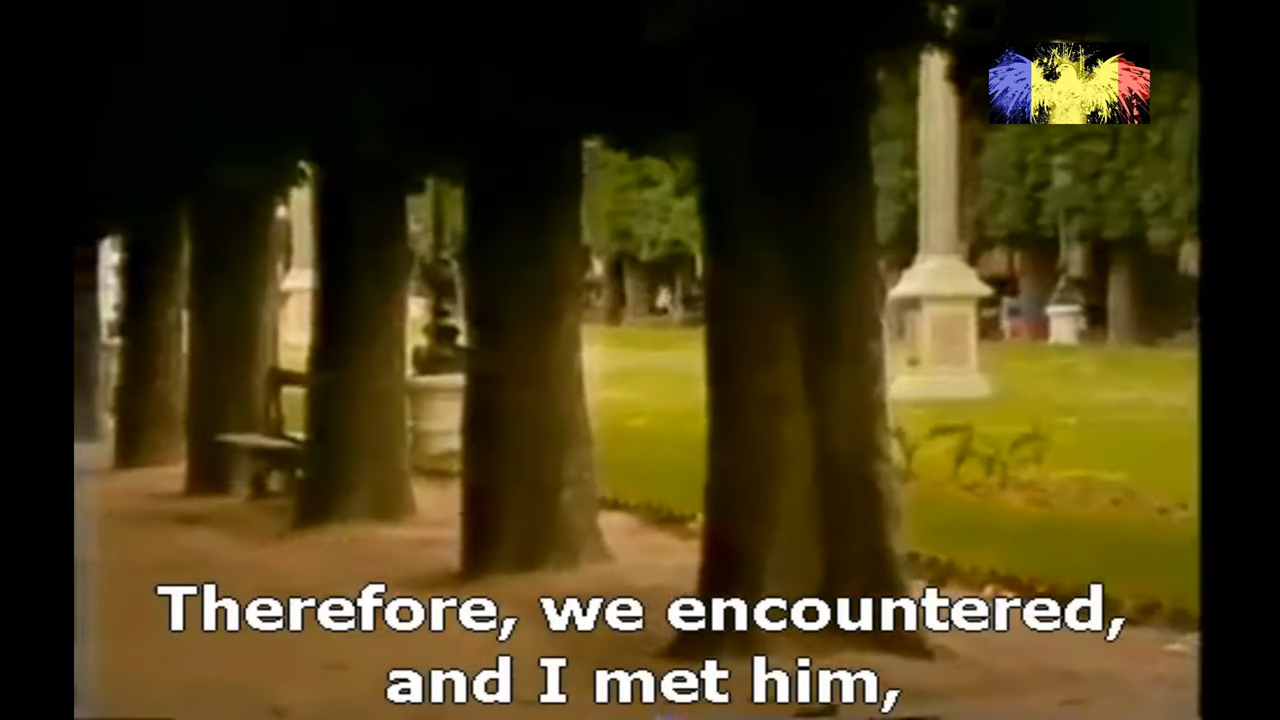 Therefore, we encountered,
and I met him,